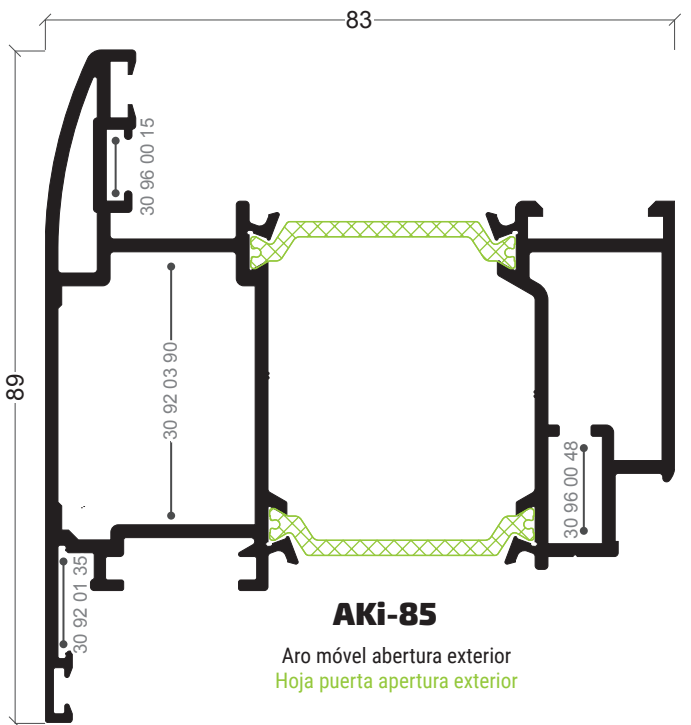 83
30 96 00 15
89
30 92 03 90
30 96 00 48
30 92 01 35
AKi-85
Aro móvel abertura exterior
Hoja puerta apertura exterior